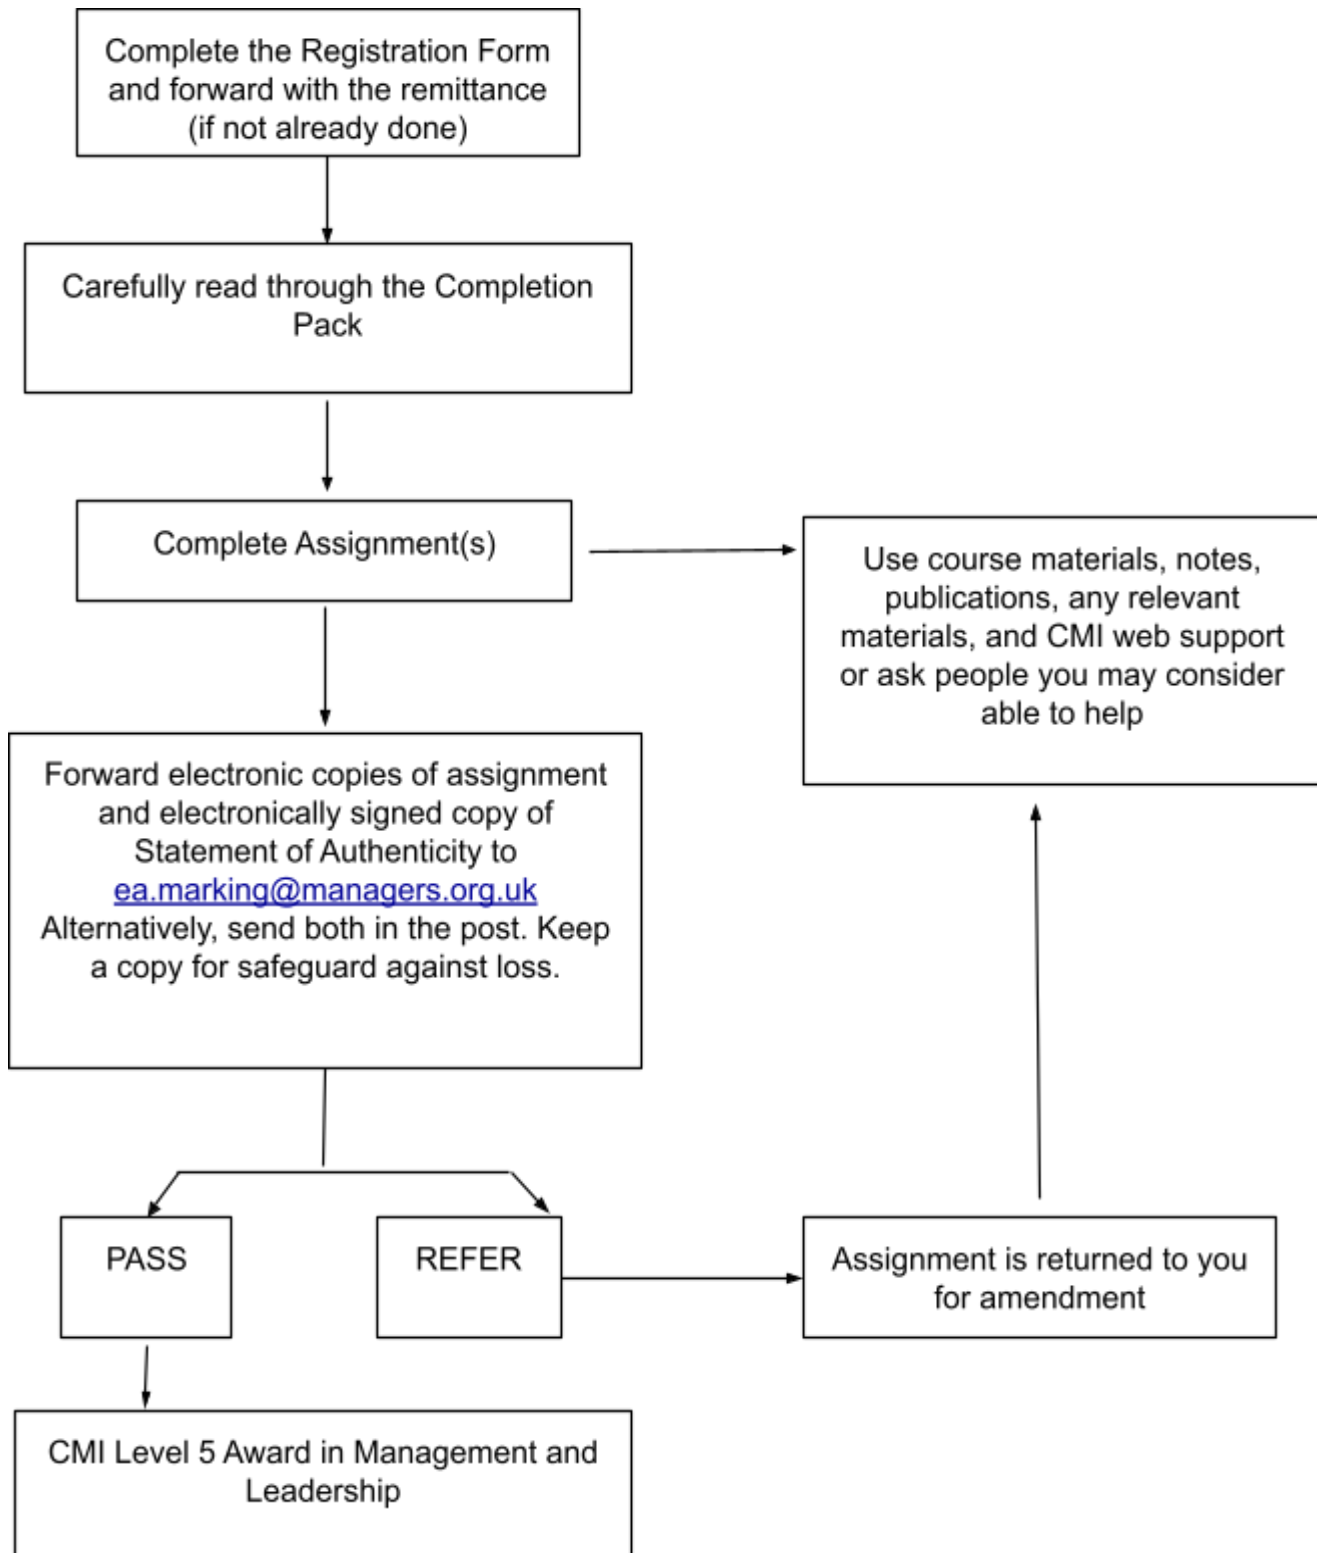 Complete the Registration Form
and forward with the remittance
(if not already done)
Carefully read through the Completion
Pack
Complete Assignment(s)
Use course materials, notes,
publications, any relevant
materials, and CMI web support
or ask people you may consider
able to help
Forward electronic copies of assignment
and electronically signed copy of
Statement of Authenticity to
ea.marking@managers.org.uk
Alternatively, send both in the post. Keep
a copy for safeguard against loss.
PASS
REFER
Assignment is returned to you
for amendment
CMI Level 5 Award in Management and
Leadership